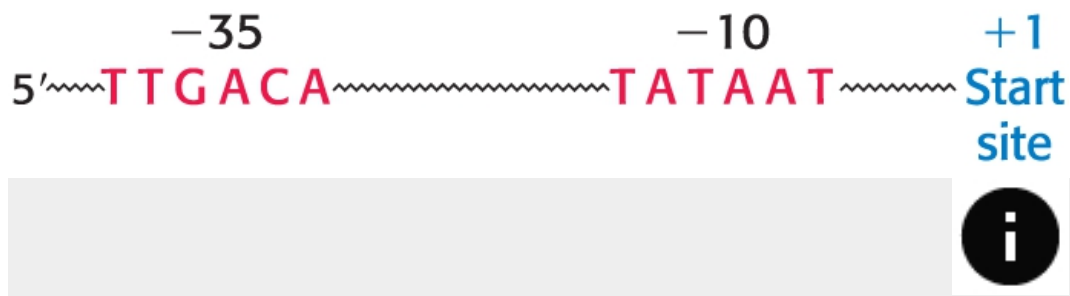 −35 −10 +1
5′ TTGACA TATAAT Start
site
i